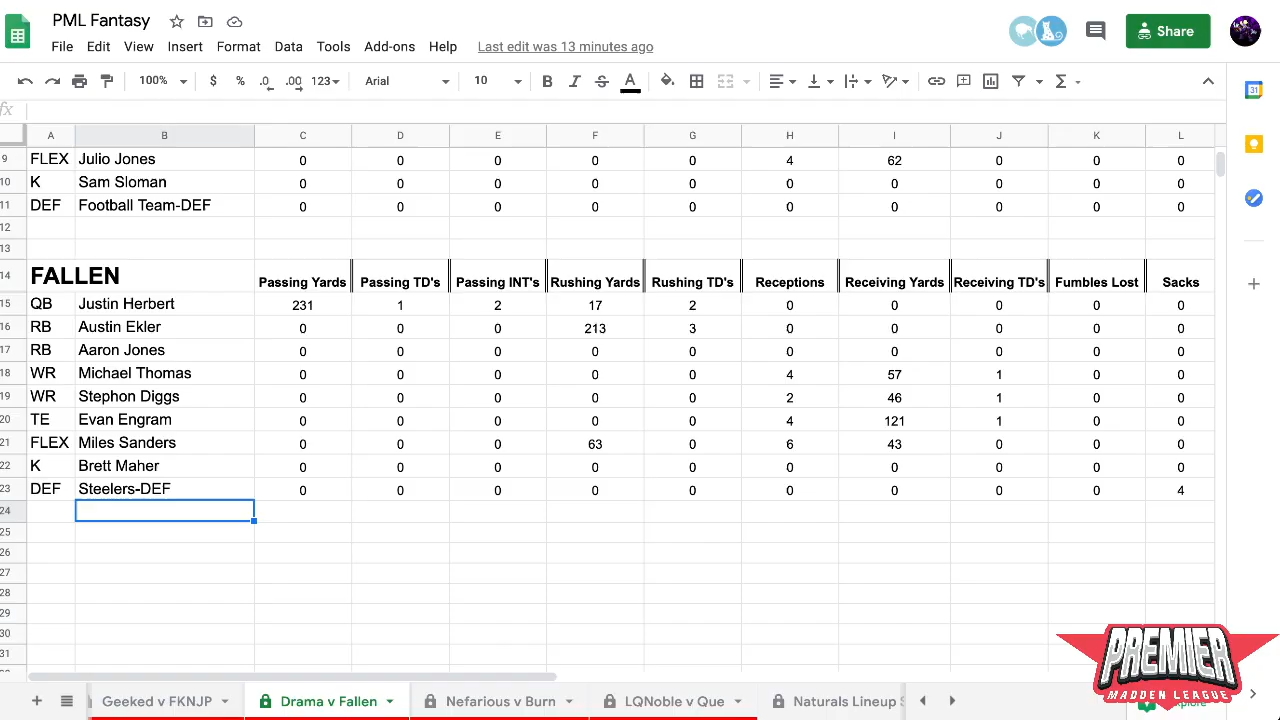 PML Fantasy
File Edit View Insert Format Data Tools Add-ons Help Last edit was 13 minutes ago
Share
100% $ % .0 .00 123 Arial 10 B I S A Σ
31
fx
A B C D E F G H I J K L
9 FLEX Julio Jones 0 0 0 0 0 4 62 0 0 0
10 K Sam Sloman 0 0 0 0 0 0 0 0 0 0
11 DEF Football Team-DEF 0 0 0 0 0 0 0 0 0 0
12
13
14 FALLEN Passing Yards Passing TD's Passing INT's Rushing Yards Rushing TD's Receptions Receiving Yards Receiving TD's Fumbles Lost Sacks
15 QB Justin Herbert 231 1 2 17 2 0 0 0 0 0
16 RB Austin Ekler 0 0 0 213 3 0 0 0 0 0
17 RB Aaron Jones 0 0 0 0 0 0 0 0 0 0
18 WR Michael Thomas 0 0 0 0 0 4 57 1 0 0
19 WR Stephon Diggs 0 0 0 0 0 2 46 1 0 0
20 TE Evan Engram 0 0 0 0 0 4 121 1 0 0
21 FLEX Miles Sanders 0 0 0 63 0 6 43 0 0 0
22 K Brett Maher 0 0 0 0 0 0 0 0 0 0
23 DEF Steelers-DEF 0 0 0 0 0 0 0 0 0 4
24
25
26
27
28
29
30
31
PREMIER
MADDEN LEAGUE
Geeked v FKNJP Drama v Fallen Nefarious v Burn LQNoble v Que Naturals Lineup